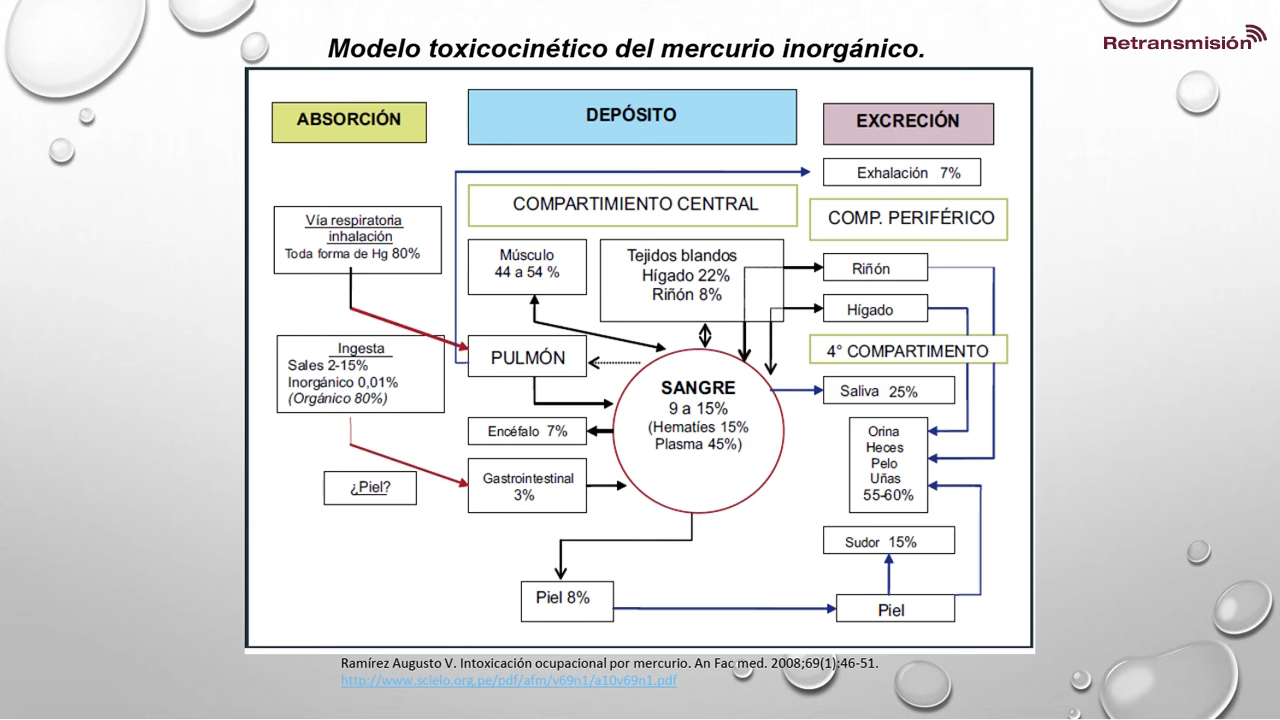 Modelo toxicocinético del mercurio inorgánico.
Retransmisión
ABSORCIÓN
DEPÓSITO
EXCRECIÓN
Exhalación 7%
COMPARTIMIENTO CENTRAL
COMP. PERIFÉRICO
Vía respiratoria
inhalación
Toda forma de Hg 80%
Músculo
44 a 54 %
Tejidos blandos
Hígado 22%
Riñón 8%
Riñón
Hígado
Ingesta
Sales 2-15%
Inorgánico 0,01%
(Orgánico 80%)
PULMÓN
4° COMPARTIMENTO
SANGRE
9 a 15%
(Hematíes 15%
Plasma 45%)
Saliva 25%
Encéfalo 7%
Orina
Heces
Pelo
Uñas
55-60%
¿Piel?
Gastrointestinal
3%
Sudor 15%
Piel 8%
Piel
Ramírez Augusto V. Intoxicación ocupacional por mercurio. An Fac med. 2008;69(1):46-51.
http://www.scielo.org.pe/pdf/afm/v69n1/a10v69n1.pdf